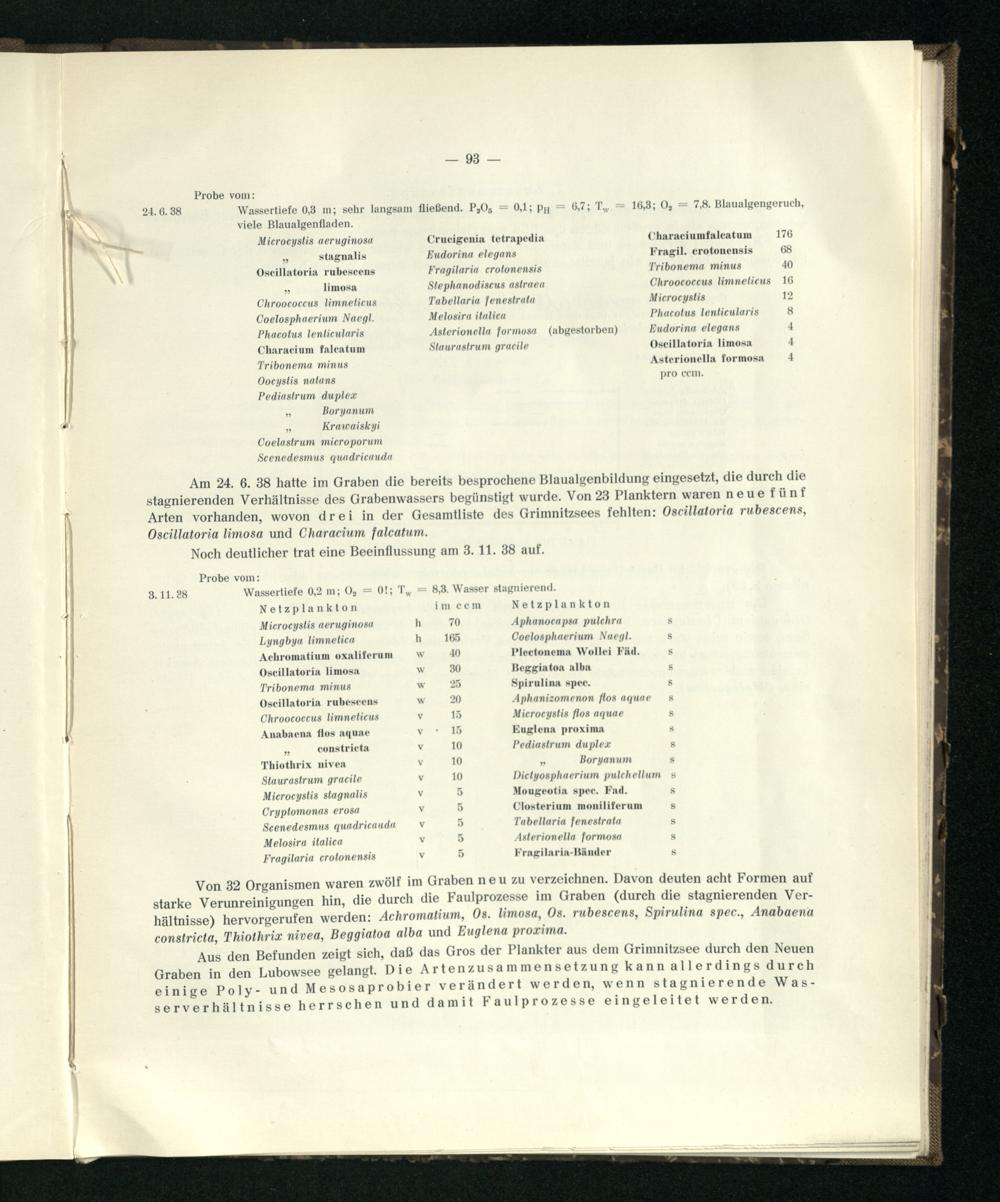 — 93 —
Probe vom:
24. 6. 38 Wassertiefe 0,3 m; sehr langsam fließend. P₂O₅ = 0,1; pH = 6,7; Tw = 16,3; O₂ = 7,8. Blaualgengeruch,
viele Blaualgenfladen.
Microcystis aeruginosa Crucigenia tetrapedia Characiumfalcatum 176
„ stagnalis Eudorina elegans Fragil. crotonensis 68
Oscillatoria rubescens Fragilaria crotonensis Tribonema minus 40
„ limosa Stephanodiscus astraea Chroococcus limneticus 16
Chroococcus limneticus Tabellaria fenestrata Microcystis 12
Coelosphaerium Naegl. Melosira italica Phacotus lenticularis 8
Phacotus lenticularis Asterionella formosa (abgestorben) Eudorina elegans 4
Characium falcatum Staurastrum gracile Oscillatoria limosa 4
Tribonema minus Asterionella formosa 4
Oocystis natans pro ccm.
Pediastrum duplex
„ Boryanum
„ Krawaiskyi
Coelastrum microporum
Scenedesmus quadricauda
Am 24. 6. 38 hatte im Graben die bereits besprochene Blaualgenbildung eingesetzt, die durch die
stagnierenden Verhältnisse des Grabenwassers begünstigt wurde. Von 23 Planktern waren neue fünf
Arten vorhanden, wovon drei in der Gesamtliste des Grimnitzsees fehlten: Oscillatoria rubescens,
Oscillatoria limosa und Characium falcatum.
Noch deutlicher trat eine Beeinflussung am 3. 11. 38 auf.
Probe vom:
3. 11. 38 Wassertiefe 0,2 m; O₂ = 0!; Tw = 8,3. Wasser stagnierend.
Netzplankton im ccm Netzplankton
Microcystis aeruginosa h 70 Aphanocapsa pulchra s
Lyngbya limnetica h 165 Coelosphaerium Naegl. s
Achromatium oxaliferum w 40 Plectonema Wollei Fäd. s
Oscillatoria limosa w 30 Beggiatoa alba s
Tribonema minus w 25 Spirulina spec. s
Oscillatoria rubescens w 20 Aphanizomenon flos aquae s
Chroococcus limneticus v 15 Microcystis flos aquae s
Anabaena flos aquae v 15 Euglena proxima s
„ constricta v 10 Pediastrum duplex s
Thiothrix nivea v 10 „ Boryanum s
Staurastrum gracile v 10 Dictyosphaerium pulchellum s
Microcystis stagnalis v 5 Mougeotia spec. Fad. s
Cryptomonas erosa v 5 Closterium moniliferum s
Scenedesmus quadricauda v 5 Tabellaria fenestrata s
Melosira italica v 5 Asterionella formosa s
Fragilaria crotonensis v 5 Fragilaria-Bänder s
Von 32 Organismen waren zwölf im Graben neu zu verzeichnen. Davon deuten acht Formen auf
starke Verunreinigungen hin, die durch die Faulprozesse im Graben (durch die stagnierenden Ver-
hältnisse) hervorgerufen werden: Achromatium, Os. limosa, Os. rubescens, Spirulina spec., Anabaena
constricta, Thiothrix nivea, Beggiatoa alba und Euglena proxima.
Aus den Befunden zeigt sich, daß das Gros der Plankter aus dem Grimnitzsee durch den Neuen
Graben in den Lubowsee gelangt. Die Artenzusammensetzung kann allerdings durch
einige Poly- und Mesosaprobier verändert werden, wenn stagnierende Was-
serverhältnisse herrschen und damit Faulprozesse eingeleitet werden.